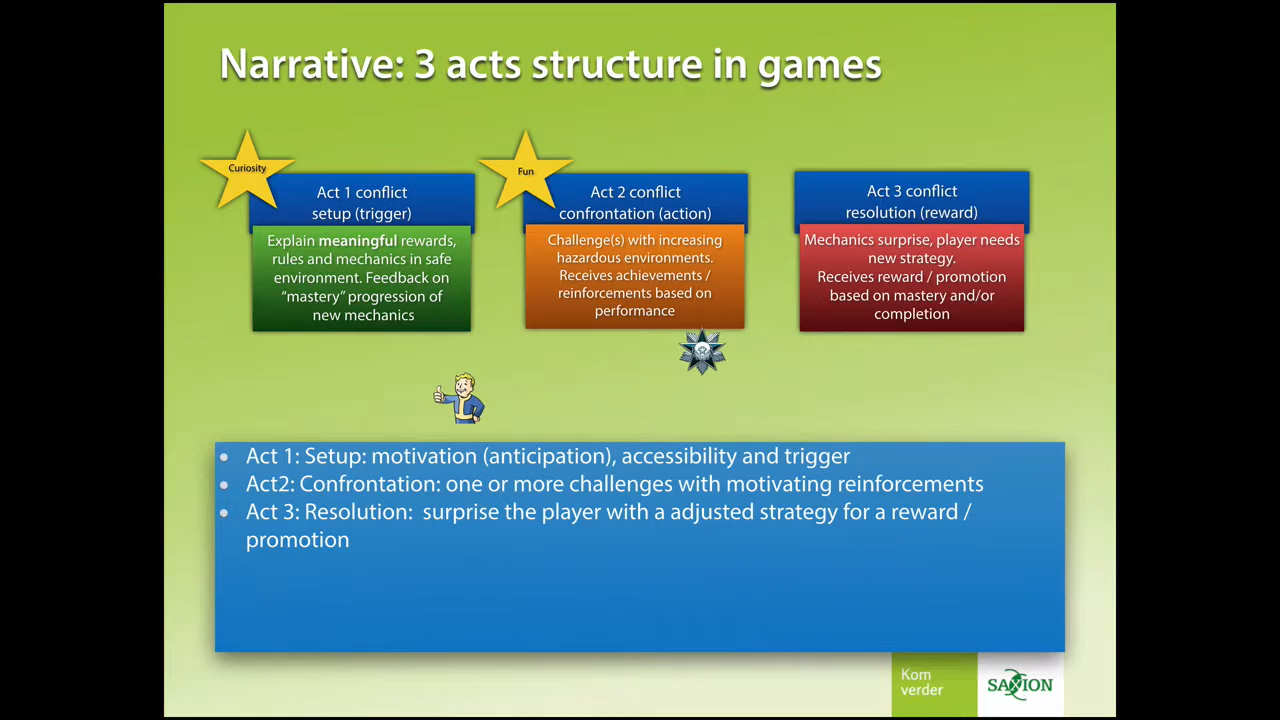 Narrative: 3 acts structure in games
Curiosity
Act 1 conflict
setup (trigger)
Explain meaningful rewards,
rules and mechanics in safe
environment. Feedback on
“mastery” progression of
new mechanics
Fun
Act 2 conflict
confrontation (action)
Challenge(s) with increasing
hazardous environments.
Receives achievements /
reinforcements based on
performance
Act 3 conflict
resolution (reward)
Mechanics surprise, player needs
new strategy.
Receives reward / promotion
based on mastery and/or
completion
• Act 1: Setup: motivation (anticipation), accessibility and trigger
• Act2: Confrontation: one or more challenges with motivating reinforcements
• Act 3: Resolution: surprise the player with a adjusted strategy for a reward /
promotion
Kom
verder
SAXION